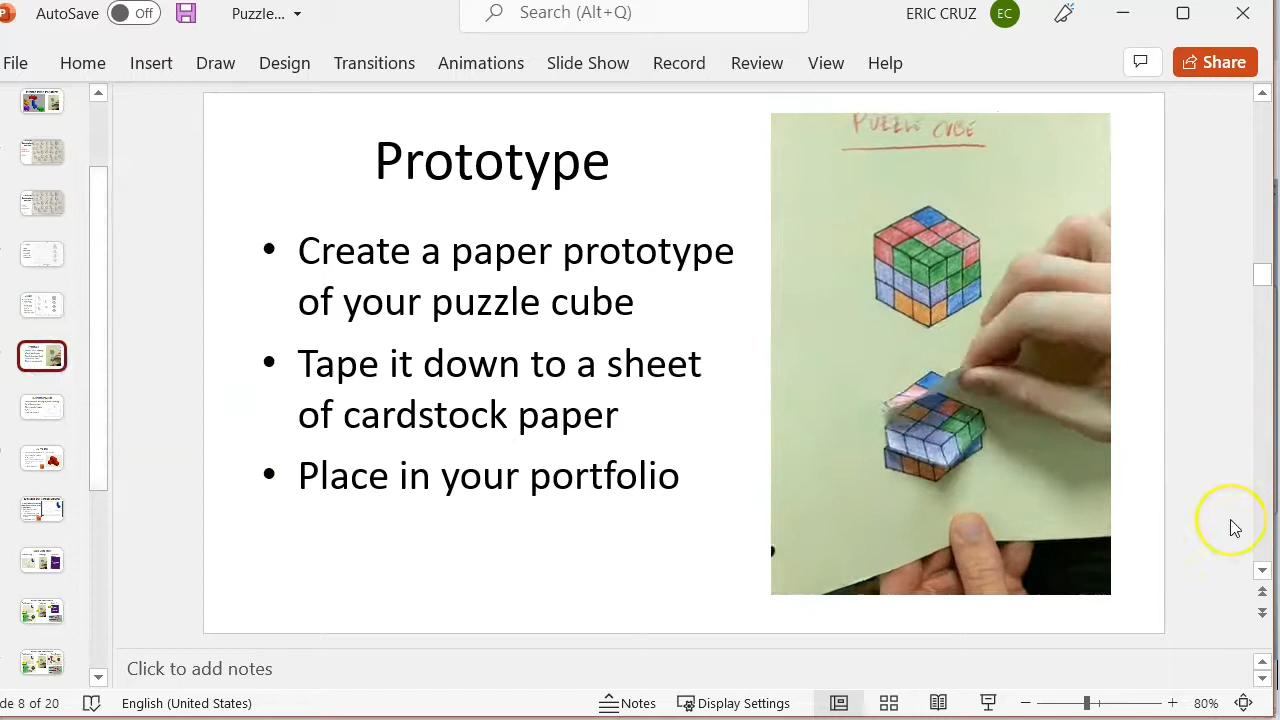 AutoSave Off Puzzle... Search (Alt+Q) ERIC CRUZ EC
File Home Insert Draw Design Transitions Animations Slide Show Record Review View Help Share
PUZZLE CUBE
Prototype
• Create a paper prototype
of your puzzle cube
• Tape it down to a sheet
of cardstock paper
• Place in your portfolio
Click to add notes
de 8 of 20 English (United States) Notes Display Settings 80%